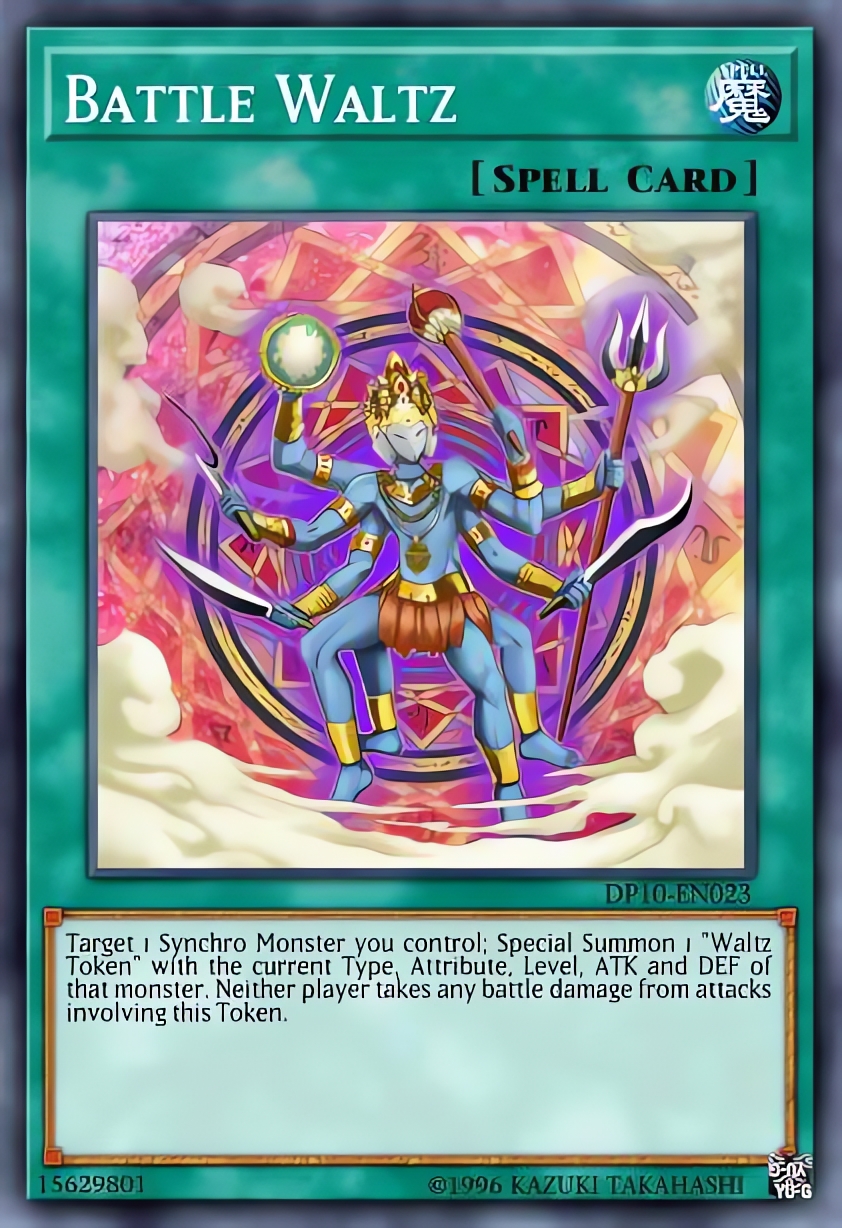 BATTLE WALTZ
魔
[SPELL CARD]
DP10-EN023
Target 1 Synchro Monster you control; Special Summon 1 "Waltz
Token" with the current Type, Attribute, Level, ATK and DEF of
that monster. Neither player takes any battle damage from attacks
involving this Token.
15629801
©1996 KAZUKI TAKAHASHI